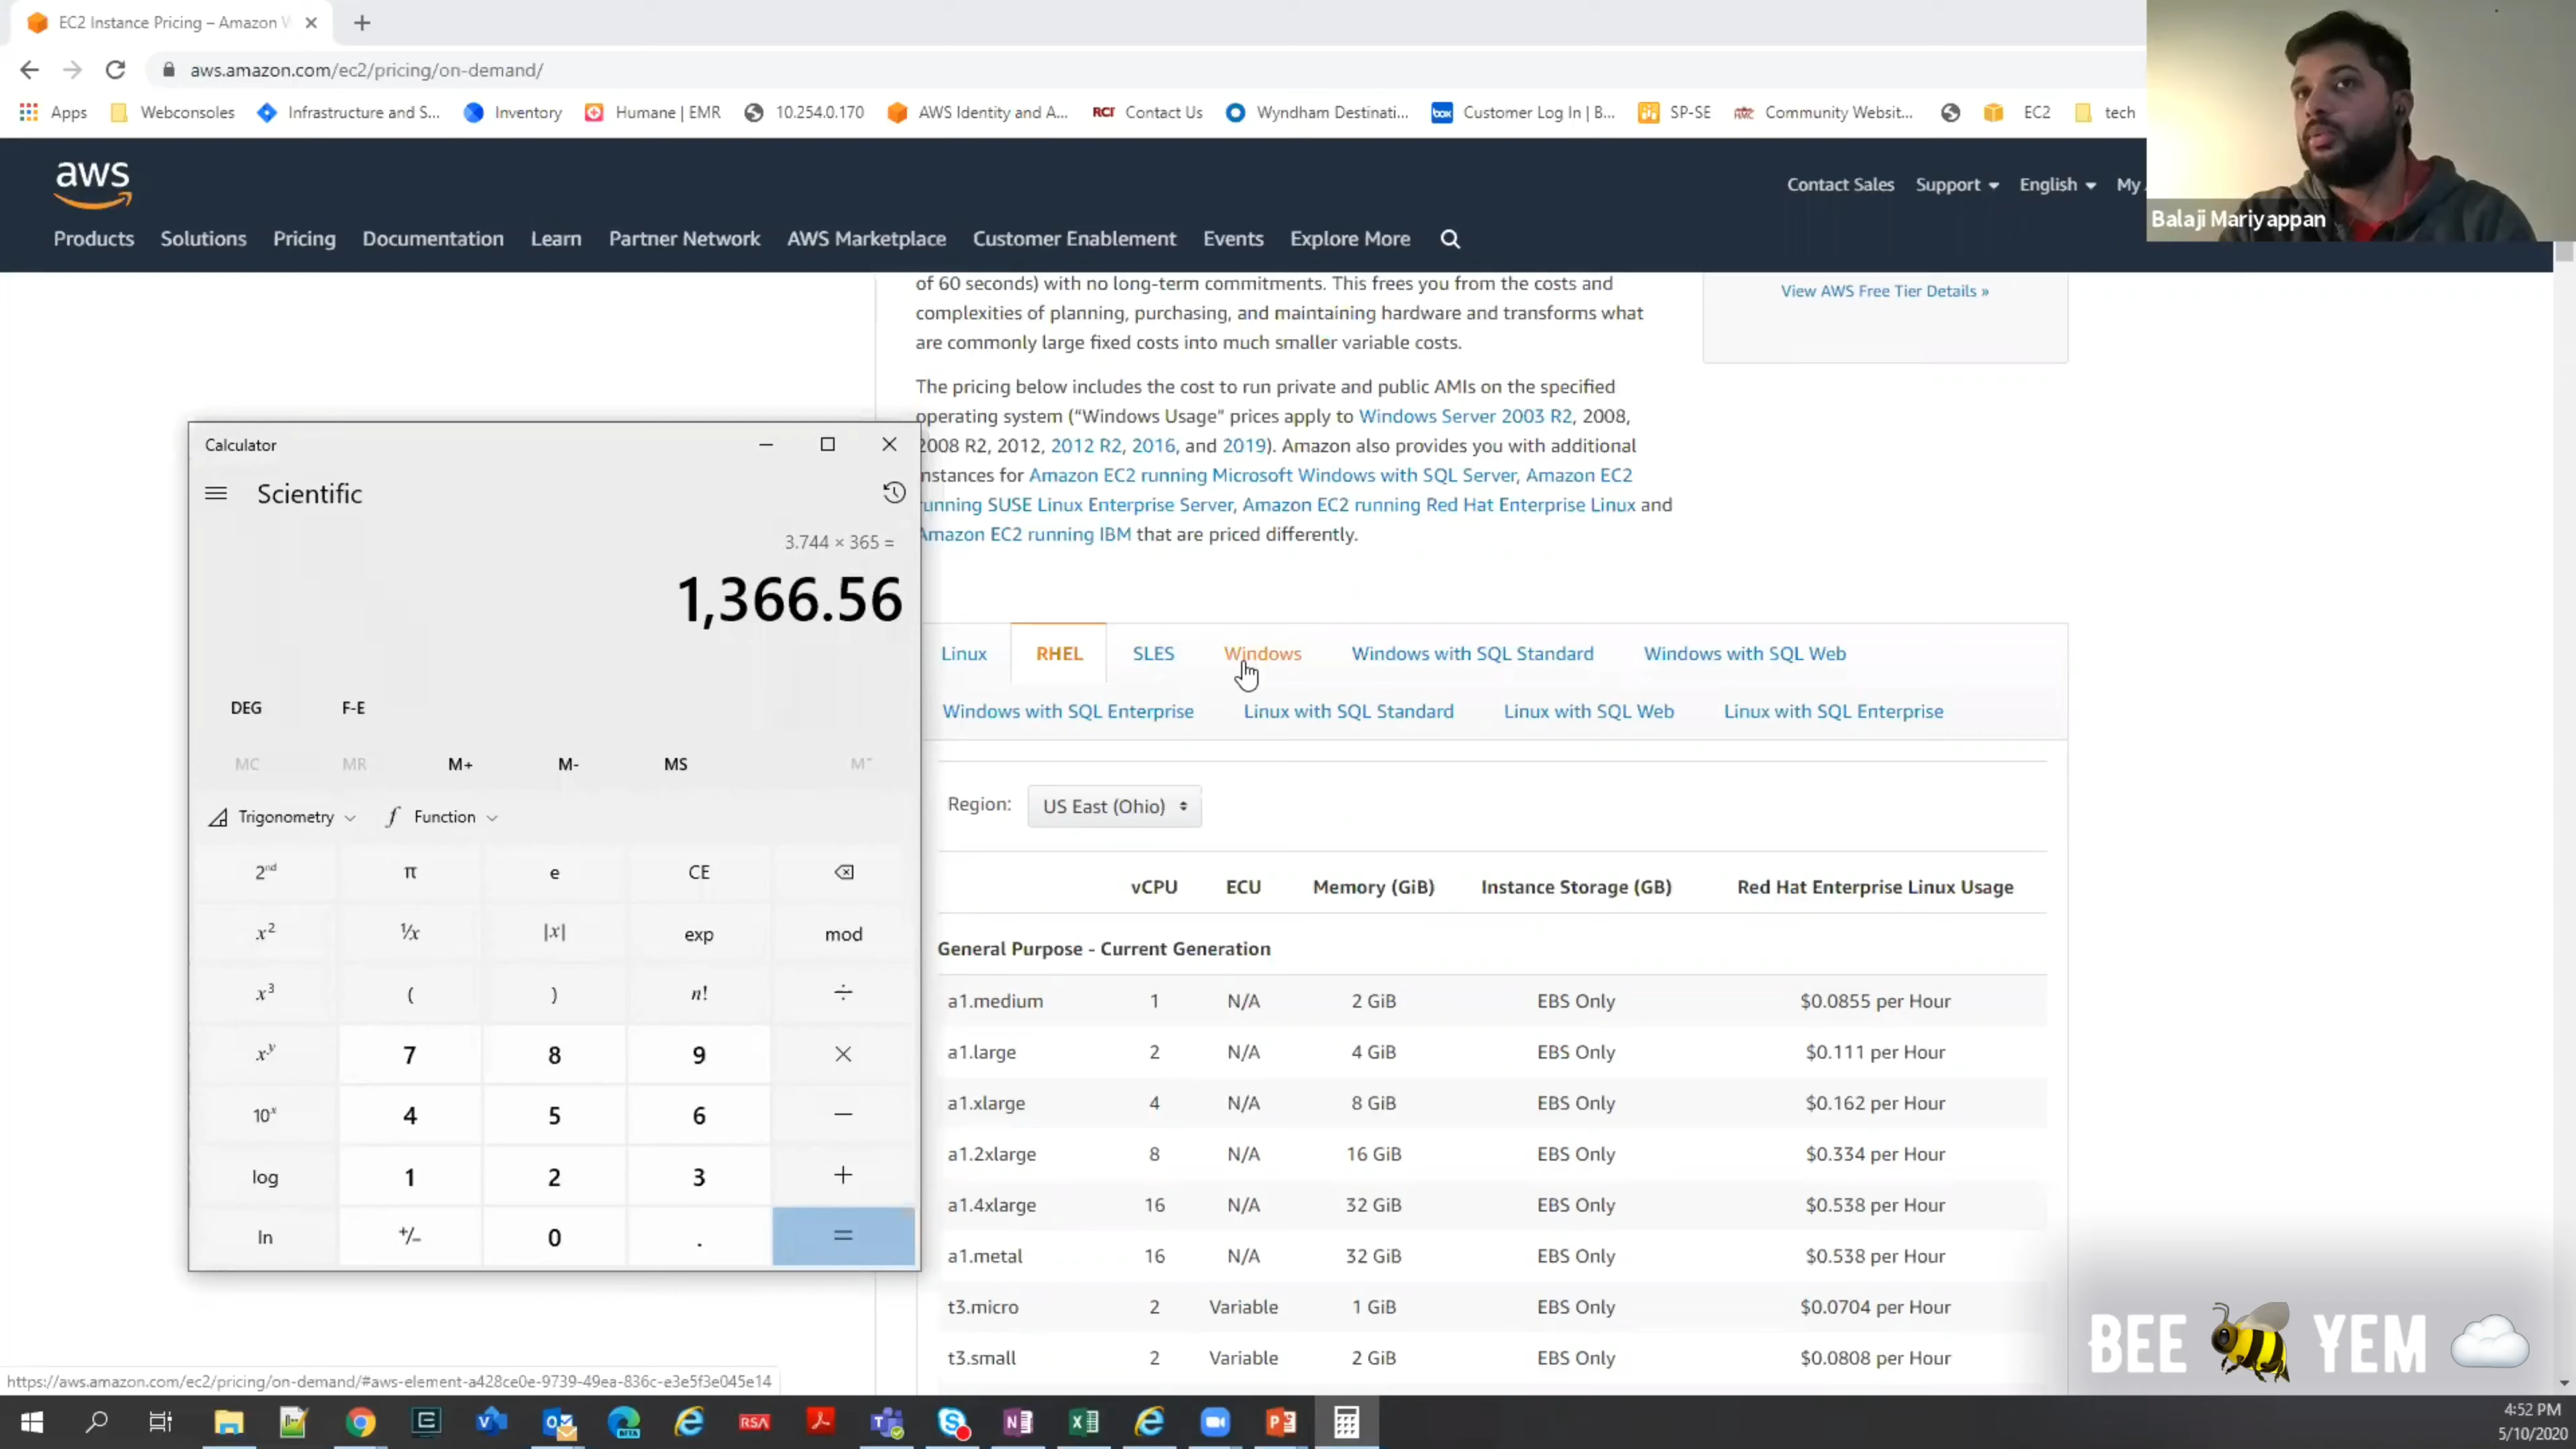 EC2 Instance Pricing – Amazon W
aws.amazon.com/ec2/pricing/on-demand/
Apps Webconsoles Infrastructure and S... Inventory Humane | EMR 10.254.0.170 AWS Identity and A... RCI Contact Us Wyndham Destinati... box Customer Log In | B... SP-SE Community Websit... EC2 tech
aws
Contact Sales Support English My
Balaji Mariyappan
Products Solutions Pricing Documentation Learn Partner Network AWS Marketplace Customer Enablement Events Explore More
of 60 seconds) with no long-term commitments. This frees you from the costs and
complexities of planning, purchasing, and maintaining hardware and transforms what
are commonly large fixed costs into much smaller variable costs.
View AWS Free Tier Details »
The pricing below includes the cost to run private and public AMIs on the specified
operating system (“Windows Usage” prices apply to Windows Server 2003 R2, 2008,
2008 R2, 2012, 2012 R2, 2016, and 2019). Amazon also provides you with additional
instances for Amazon EC2 running Microsoft Windows with SQL Server, Amazon EC2
running SUSE Linux Enterprise Server, Amazon EC2 running Red Hat Enterprise Linux and
Amazon EC2 running IBM that are priced differently.
Calculator
Scientific
3.744 × 365 =
1,366.56
DEG F-E
MC MR M+ M- MS M˅
Trigonometry f Function
2nd π e CE
x2 1/x |x| exp mod
x3 ( ) n! ÷
xy 7 8 9 ×
10x 4 5 6 −
log 1 2 3 +
ln +/− 0 . =
Linux RHEL SLES Windows Windows with SQL Standard Windows with SQL Web
Windows with SQL Enterprise Linux with SQL Standard Linux with SQL Web Linux with SQL Enterprise
Region: US East (Ohio)
vCPU ECU Memory (GiB) Instance Storage (GB) Red Hat Enterprise Linux Usage
General Purpose - Current Generation
a1.medium 1 N/A 2 GiB EBS Only $0.0855 per Hour
a1.large 2 N/A 4 GiB EBS Only $0.111 per Hour
a1.xlarge 4 N/A 8 GiB EBS Only $0.162 per Hour
a1.2xlarge 8 N/A 16 GiB EBS Only $0.334 per Hour
a1.4xlarge 16 N/A 32 GiB EBS Only $0.538 per Hour
a1.metal 16 N/A 32 GiB EBS Only $0.538 per Hour
t3.micro 2 Variable 1 GiB EBS Only $0.0704 per Hour
t3.small 2 Variable 2 GiB EBS Only $0.0808 per Hour
BEE YEM
https://aws.amazon.com/ec2/pricing/on-demand/#aws-element-a428ce0e-9739-49ea-836c-e3e5f3e045e14
RSA
4:52 PM
5/10/2020